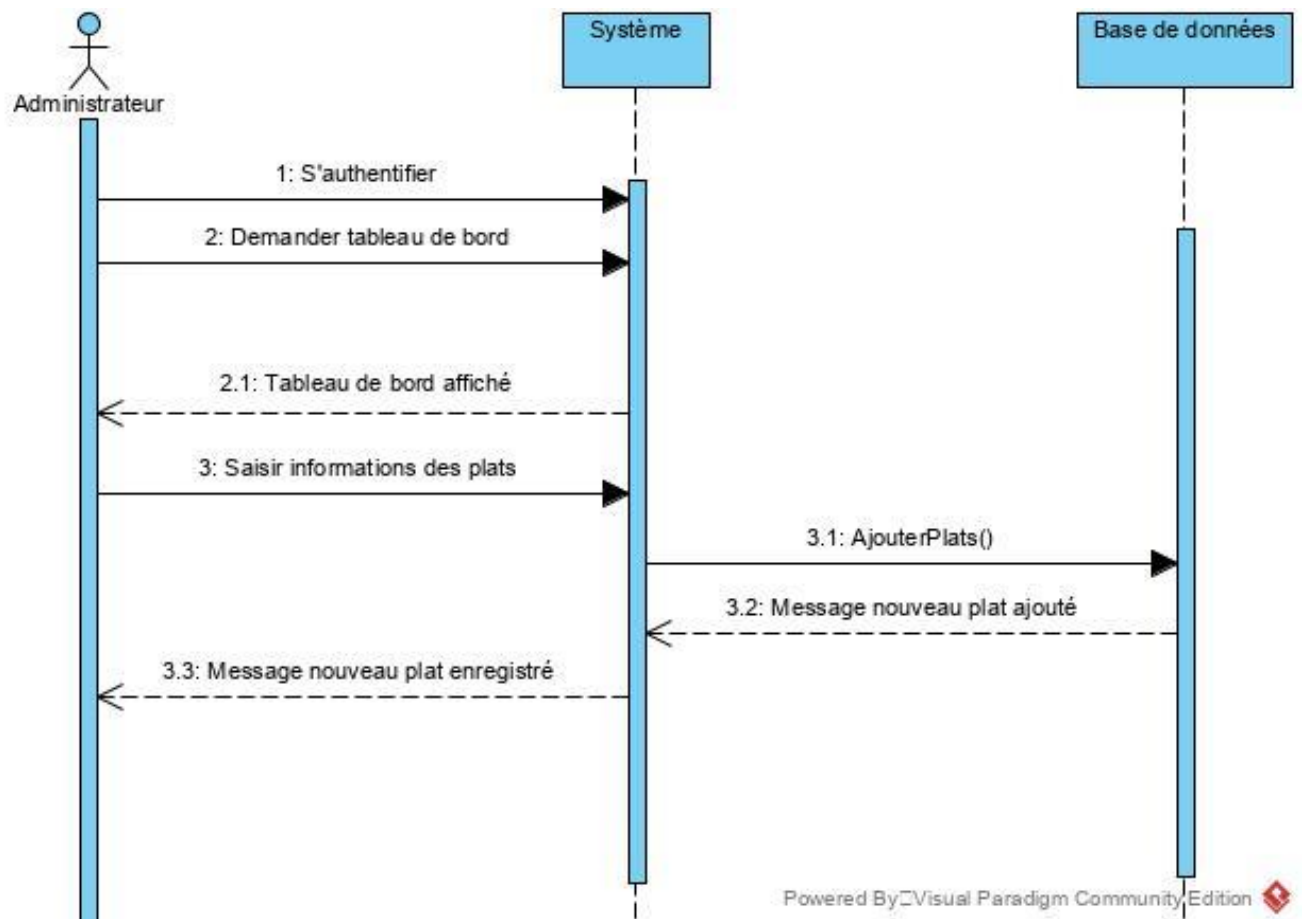 Système
Base de données
Administrateur
1: S'authentifier
2: Demander tableau de bord
2.1: Tableau de bord affiché
3: Saisir informations des plats
3.1: AjouterPlats()
3.2: Message nouveau plat ajouté
3.3: Message nouveau plat enregistré
Powered By Visual Paradigm Community Edition